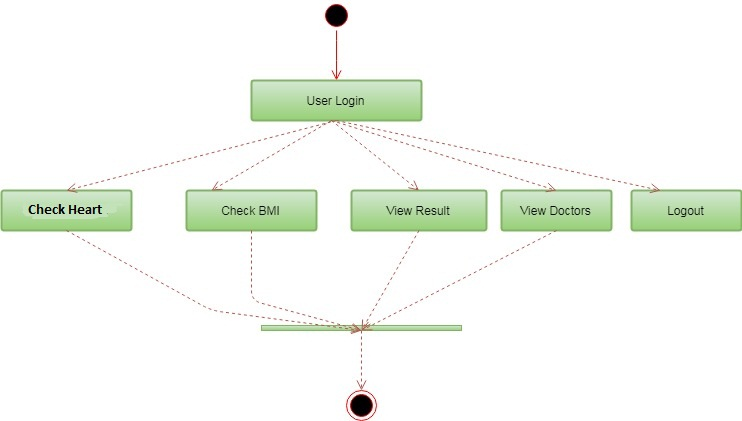 User Login
Check Heart
Check BMI
View Result
View Doctors
Logout